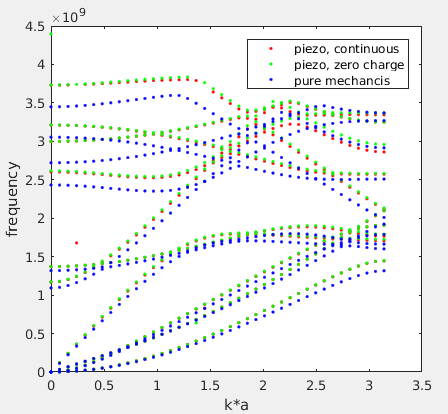 ×10⁹
4.5
4
3.5
3
2.5
2
1.5
1
0.5
0
frequency
piezo, continuous
piezo, zero charge
pure mechancis
0 0.5 1 1.5 2 2.5 3 3.5
k*a